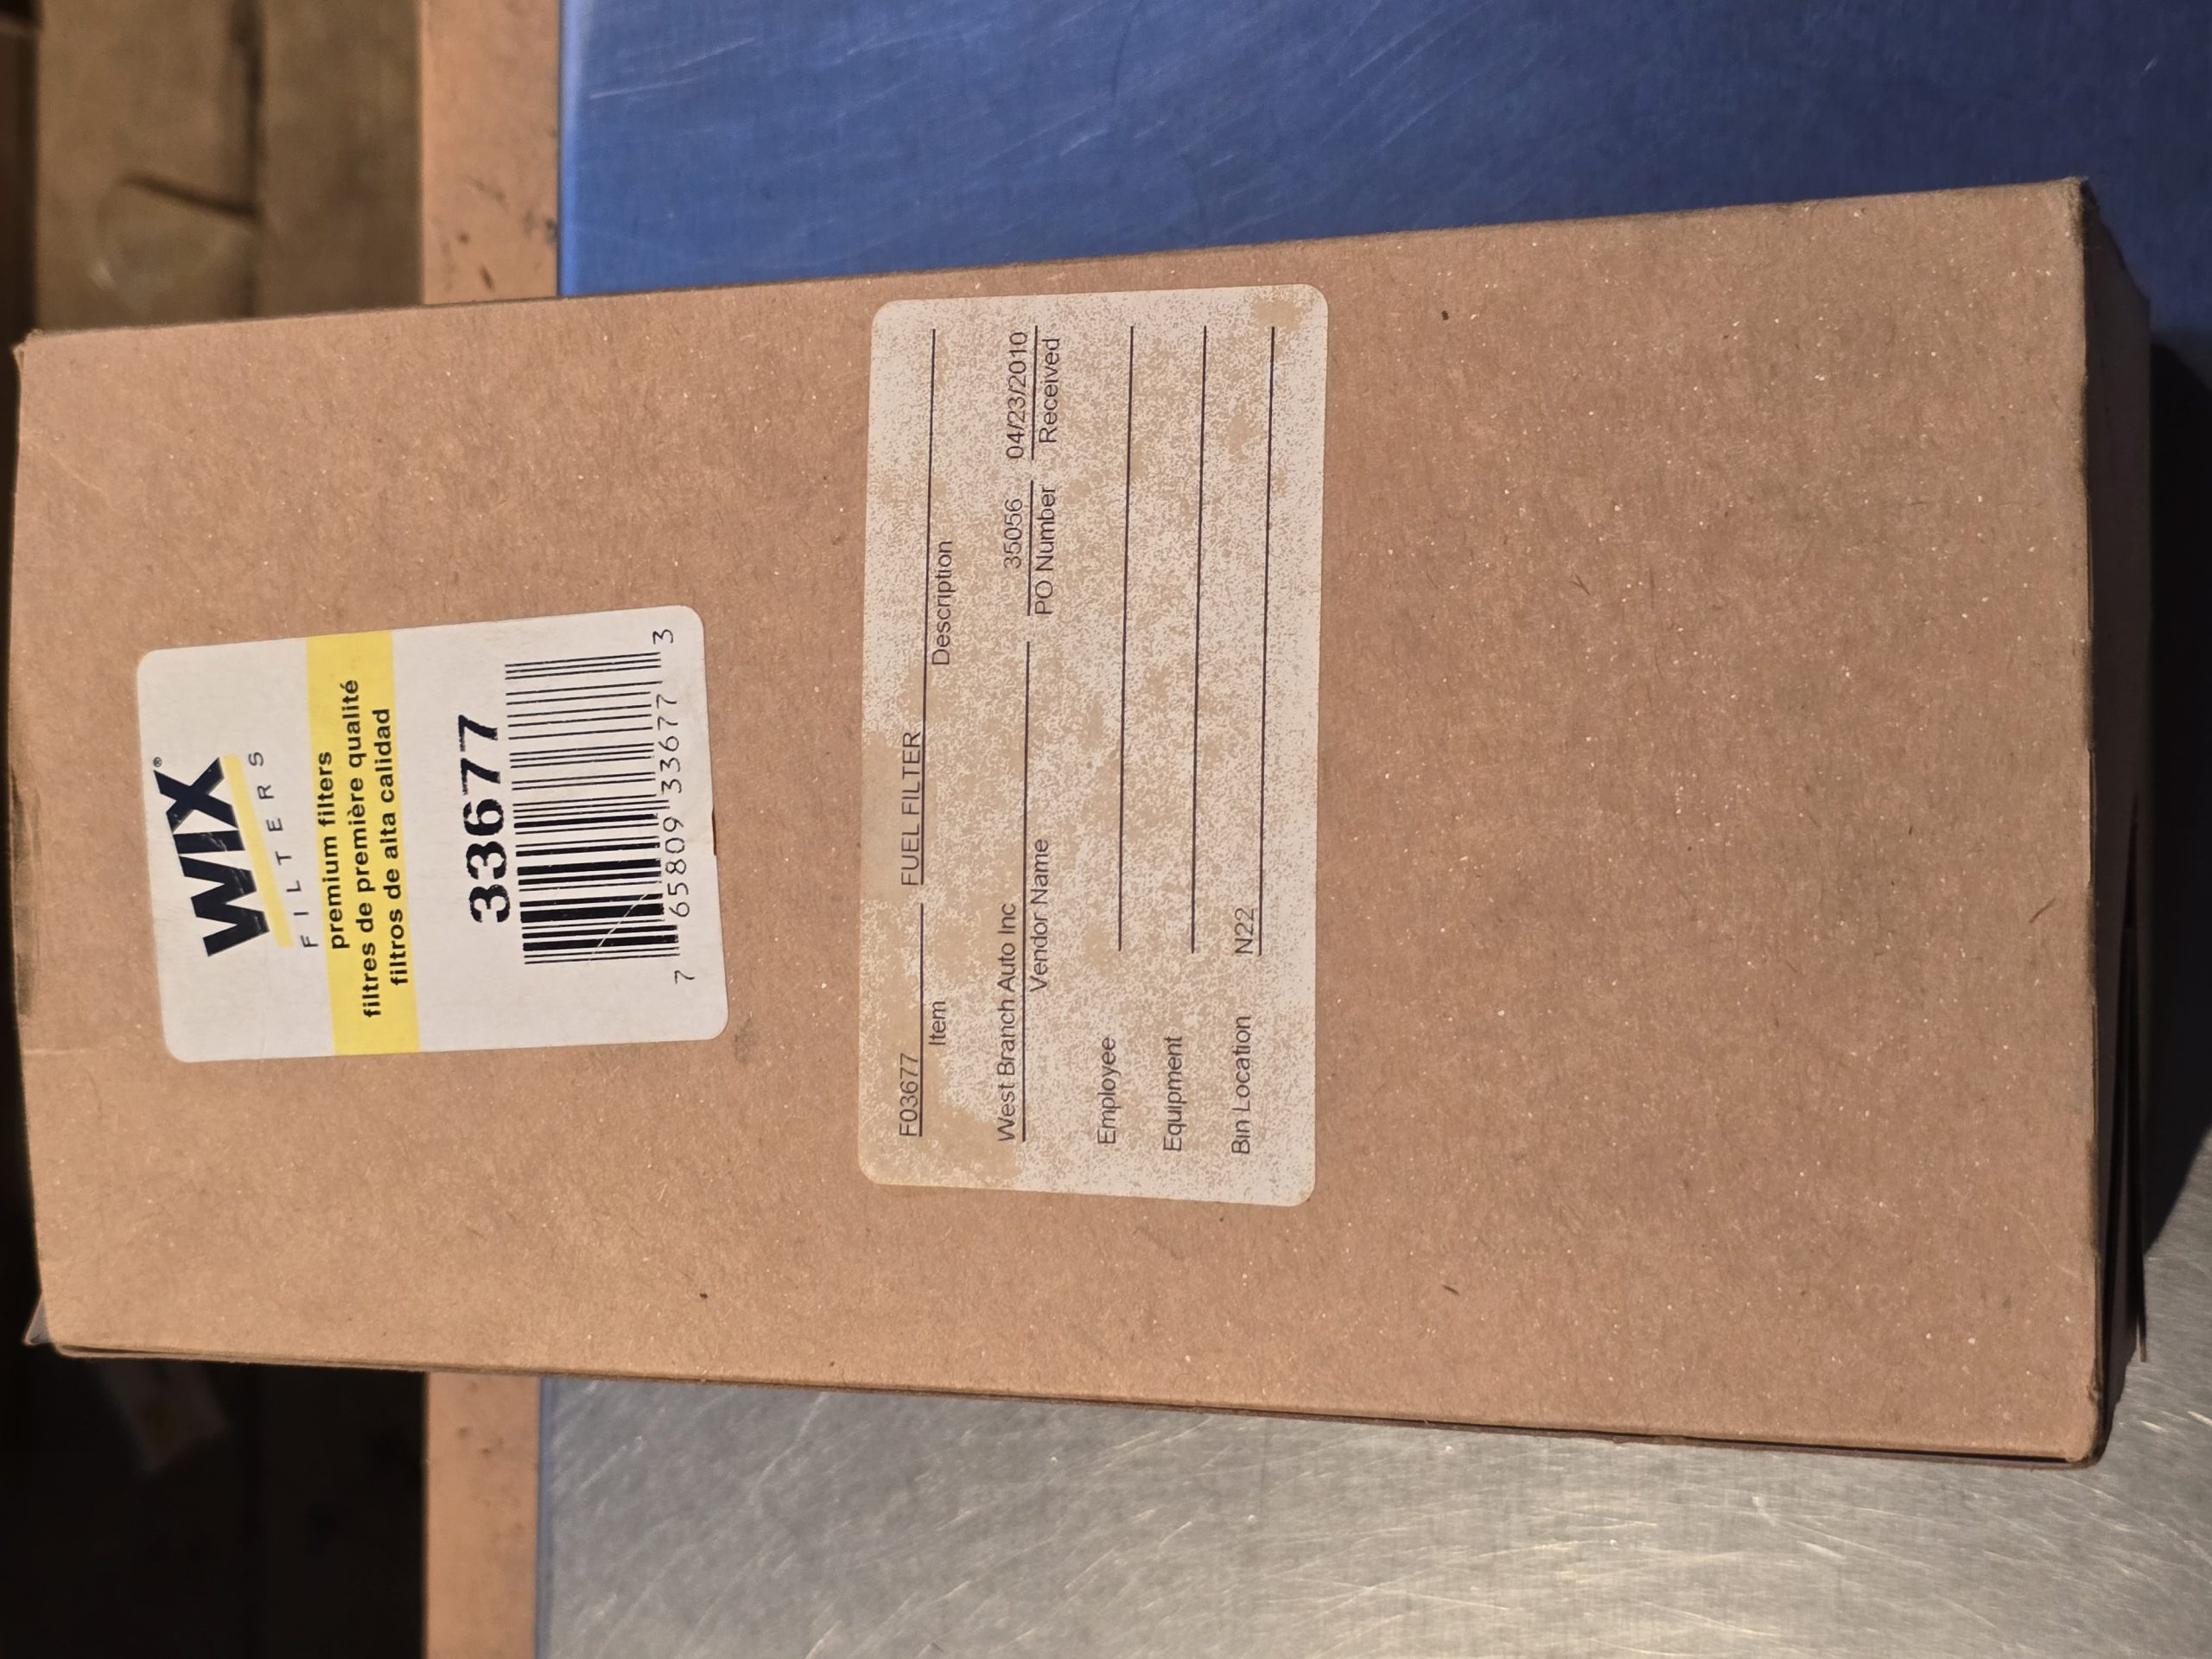 WIX®
FILTERS
premium filters
filtres de première qualité
filtros de alta calidad
33677
7 65809 33677 3
F03677 FUEL FILTER
Item Description
West Branch Auto Inc 35056 04/23/2010
Vendor Name PO Number Received
Employee
Equipment
Bin Location N22